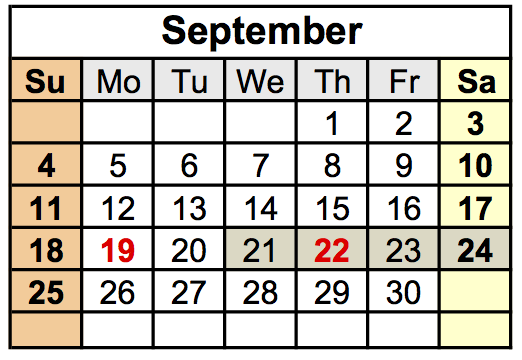 September
Su Mo Tu We Th Fr Sa
1 2 3
4 5 6 7 8 9 10
11 12 13 14 15 16 17
18 19 20 21 22 23 24
25 26 27 28 29 30